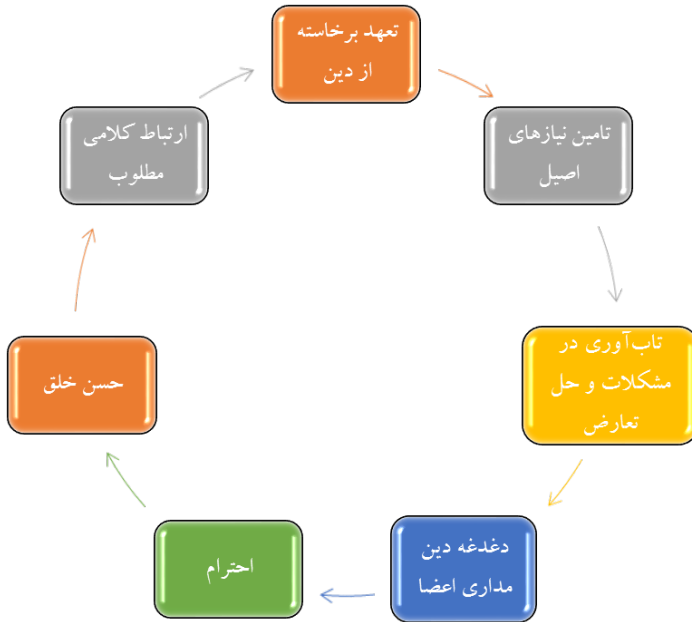 تعهد برخاسته
از دین
تامین نیازهای
اصیل
تاب‌آوری در
مشکلات و حل
تعارض
دغدغه دین
مداری اعضا
احترام
حسن خلق
ارتباط کلامی
مطلوب